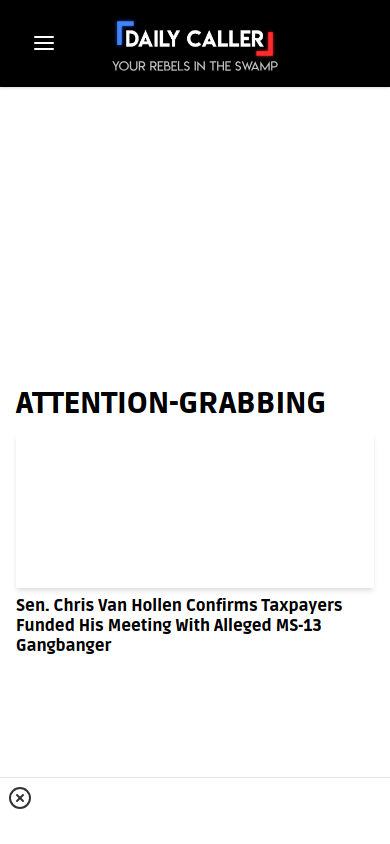 DAILY CALLER
YOUR REBELS IN THE SWAMP
ATTENTION-GRABBING
Sen. Chris Van Hollen Confirms Taxpayers
Funded His Meeting With Alleged MS-13
Gangbanger